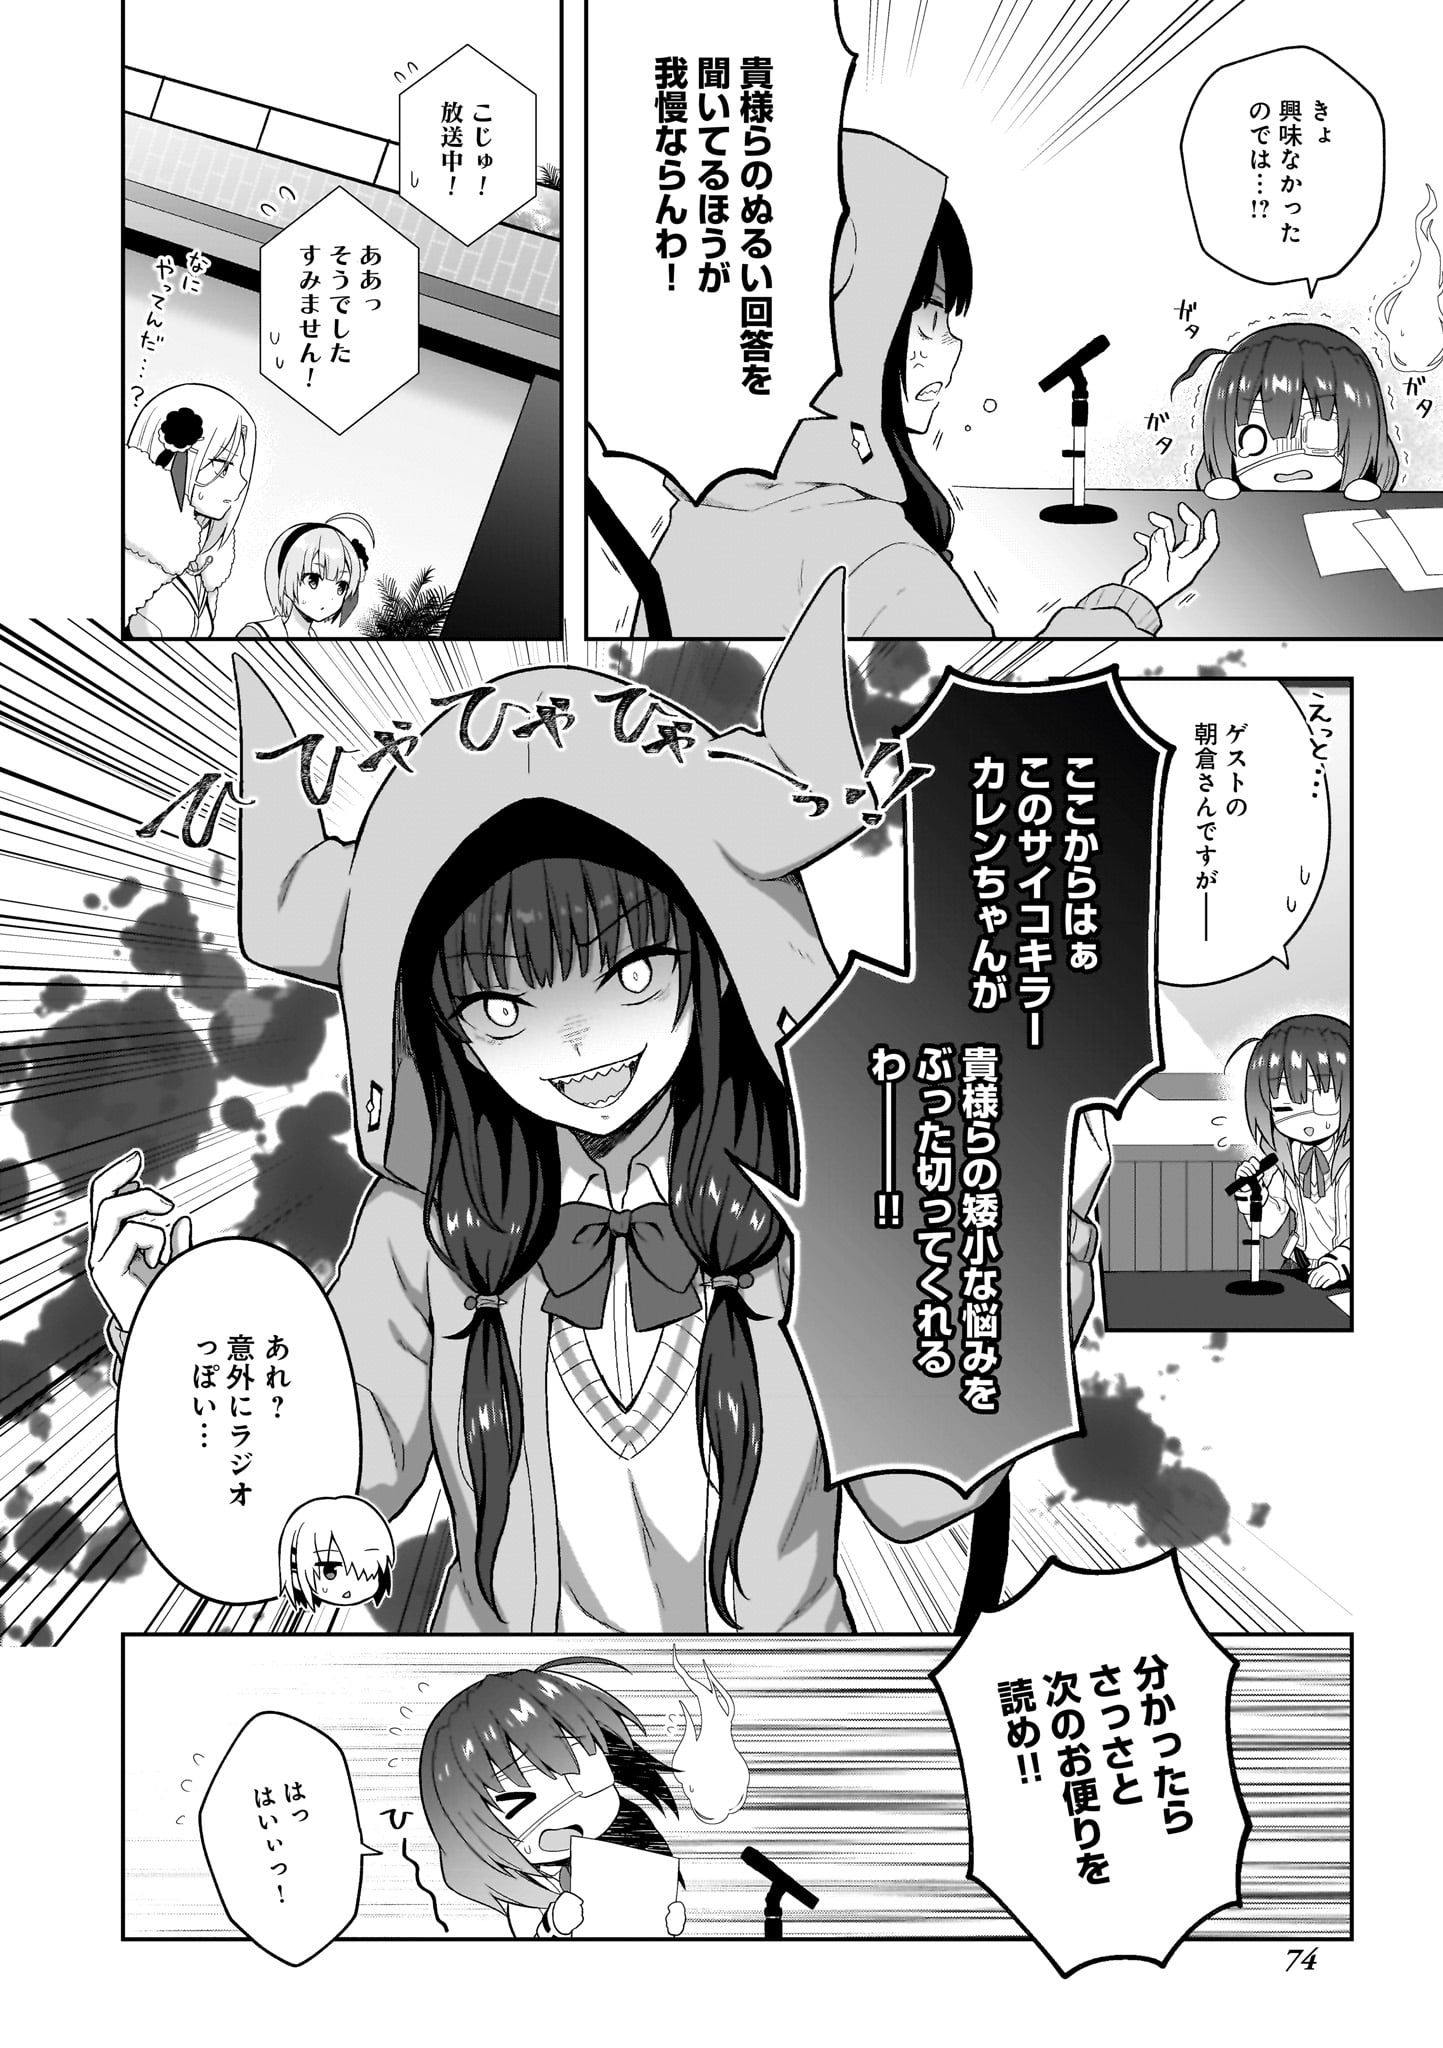 きょ
興味なかった
のでは…!?
ガタ
ガタ
ガタ
貴様らのぬるい回答を
聞いてるほうが
我慢ならんわ！
こじゅ！
放送中！
ああっ
そうでした
すみません！
なに
やってんだ…？
えっと…
ゲストの
朝倉さんですが――
ここからはぁ
このサイコキラー
カレンちゃんが
貴様らの矮小な悩みを
ぶった切ってくれる
わ――――!!
ひひゃひゃひゃーっ!!
あれ？
意外にラジオ
っぽい…
分かったら
さっさと
次のお便りを
読め!!
ひぃ
はっ
はいぃっ！
74